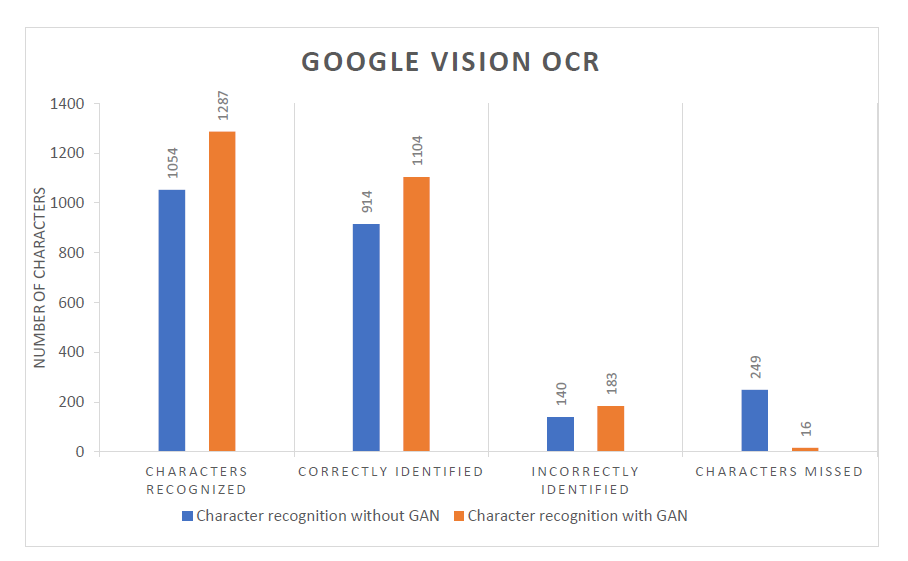 GOOGLE VISION OCR
NUMBER OF CHARACTERS
1400
1200
1000
800
600
400
200
0
1054
1287
914
1104
140
183
249
16
CHARACTERS
RECOGNIZED
CORRECTLY IDENTIFIED
INCORRECTLY
IDENTIFIED
CHARACTERS MISSED
Character recognition without GAN
Character recognition with GAN